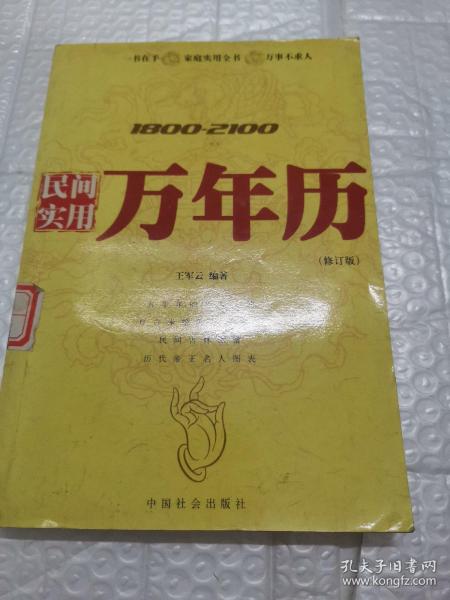 一书在手 家庭实用全书 万事不求人
1800-2100
民间
实用
万年历
(修订版)
王军云 编著
民间吉祥
历代帝王名人图表
中国社会出版社
孔夫子旧书网
www.kongfz.com